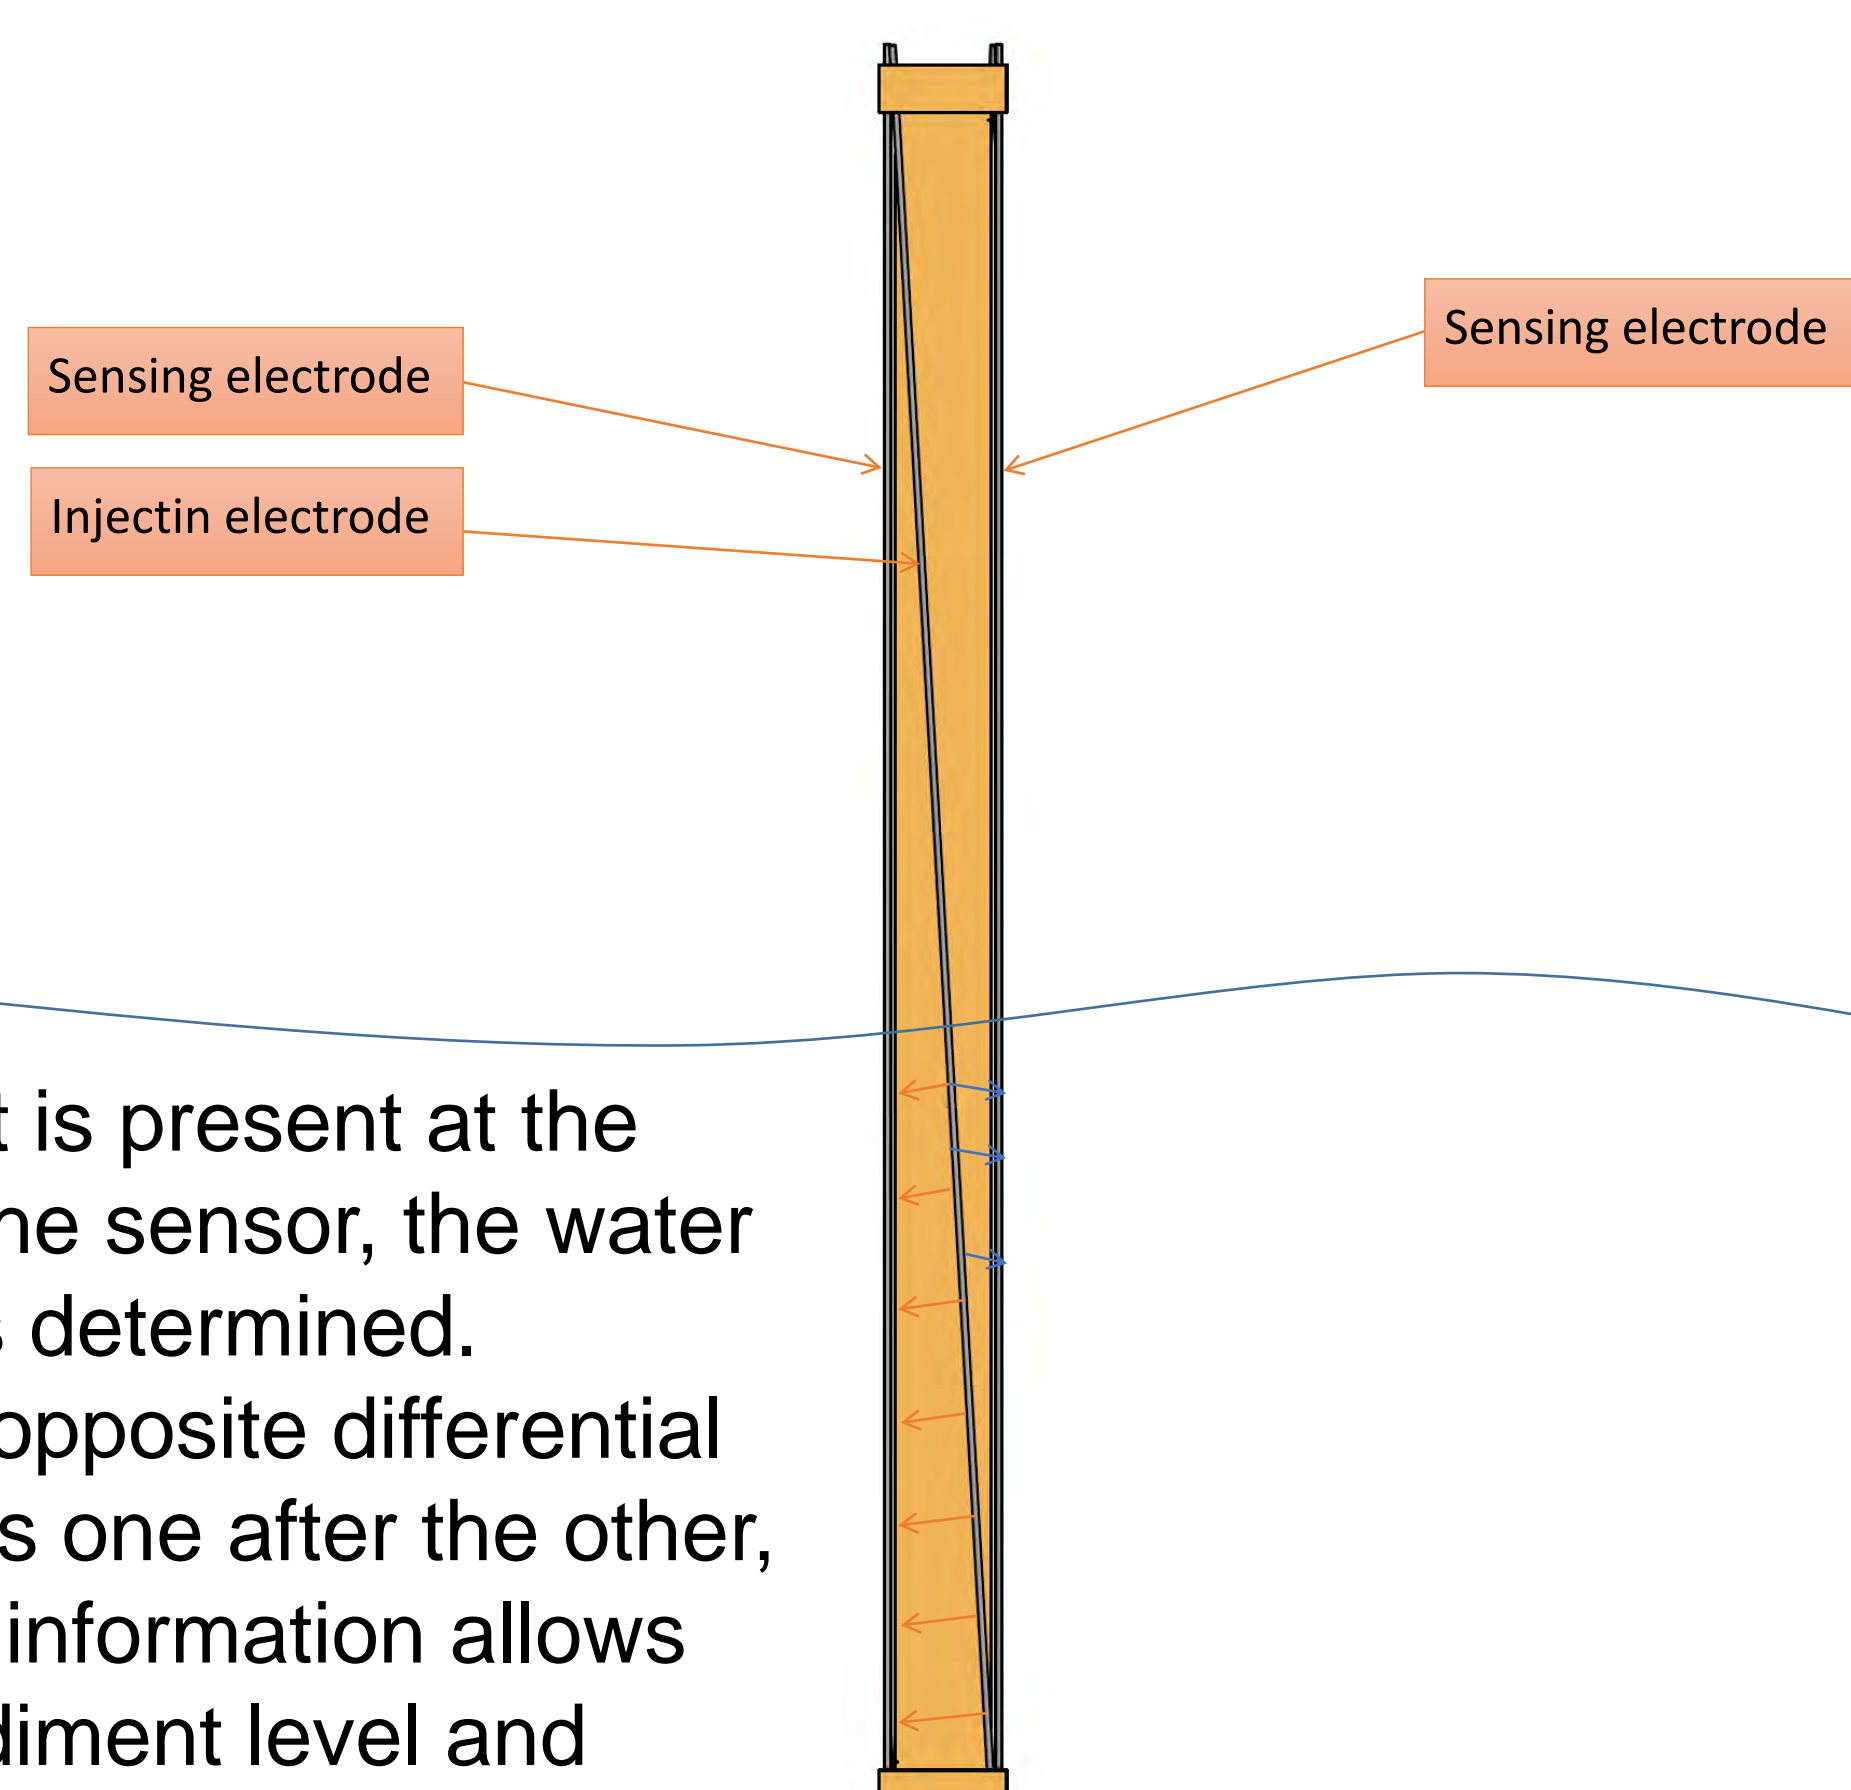 Sensing electrode
Sensing electrode
Injectin electrode
t is present at the
he sensor, the water
s determined.
opposite differential
s one after the other,
information allows
diment level and